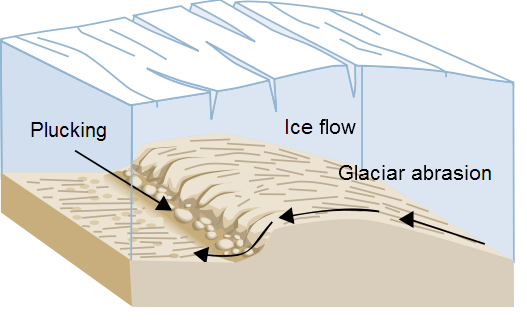 Ice flow
Plucking
Glaciar abrasion